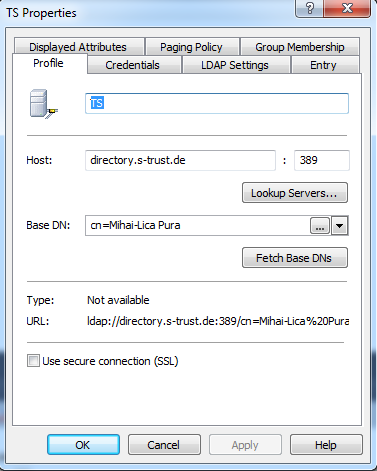 TS Properties
Displayed Attributes Paging Policy Group Membership
Profile Credentials LDAP Settings Entry
TS
Host: directory.s-trust.de : 389
Lookup Servers...
Base DN: cn=Mihai-Lica Pura ...
Fetch Base DNs
Type: Not available
URL: ldap://directory.s-trust.de:389/cn=Mihai-Lica%20Pura
Use secure connection (SSL)
OK Cancel Apply Help